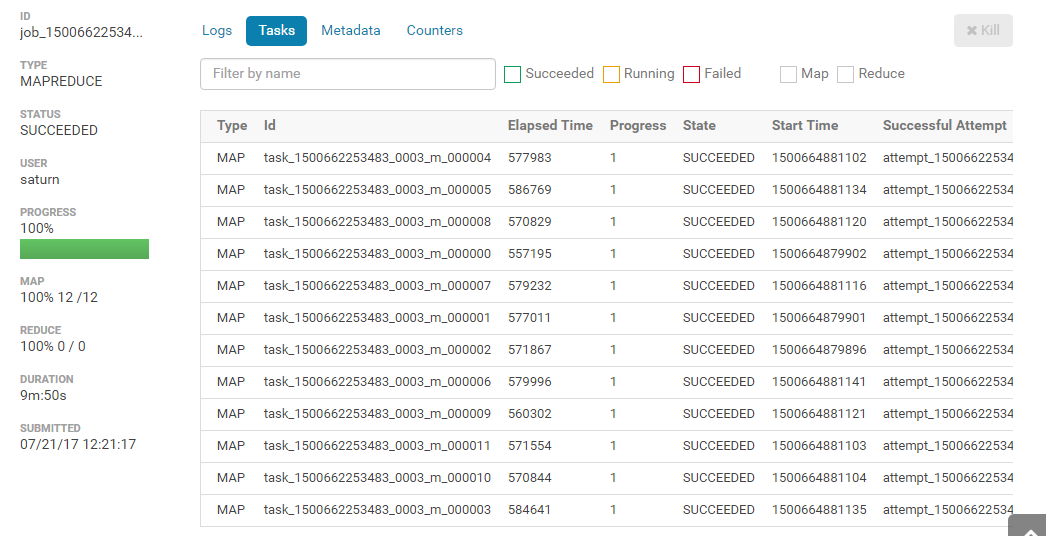 ID
job_15006622534...
TYPE
MAPREDUCE
STATUS
SUCCEEDED
USER
saturn
PROGRESS
100%
MAP
100% 12 /12
REDUCE
100% 0 / 0
DURATION
9m:50s
SUBMITTED
07/21/17 12:21:17
Logs Tasks Metadata Counters
✖ Kill
Filter by name Succeeded Running Failed Map Reduce
Type Id Elapsed Time Progress State Start Time Successful Attempt
MAP task_1500662253483_0003_m_000004 577983 1 SUCCEEDED 1500664881102 attempt_15006622534
MAP task_1500662253483_0003_m_000005 586769 1 SUCCEEDED 1500664881134 attempt_15006622534
MAP task_1500662253483_0003_m_000008 570829 1 SUCCEEDED 1500664881120 attempt_15006622534
MAP task_1500662253483_0003_m_000000 557195 1 SUCCEEDED 1500664879902 attempt_15006622534
MAP task_1500662253483_0003_m_000007 579232 1 SUCCEEDED 1500664881116 attempt_15006622534
MAP task_1500662253483_0003_m_000001 577011 1 SUCCEEDED 1500664879901 attempt_15006622534
MAP task_1500662253483_0003_m_000002 571867 1 SUCCEEDED 1500664879896 attempt_15006622534
MAP task_1500662253483_0003_m_000006 579996 1 SUCCEEDED 1500664881141 attempt_15006622534
MAP task_1500662253483_0003_m_000009 560302 1 SUCCEEDED 1500664881121 attempt_15006622534
MAP task_1500662253483_0003_m_000011 571554 1 SUCCEEDED 1500664881103 attempt_15006622534
MAP task_1500662253483_0003_m_000010 570844 1 SUCCEEDED 1500664881104 attempt_15006622534
MAP task_1500662253483_0003_m_000003 584641 1 SUCCEEDED 1500664881135 attempt_15006622534